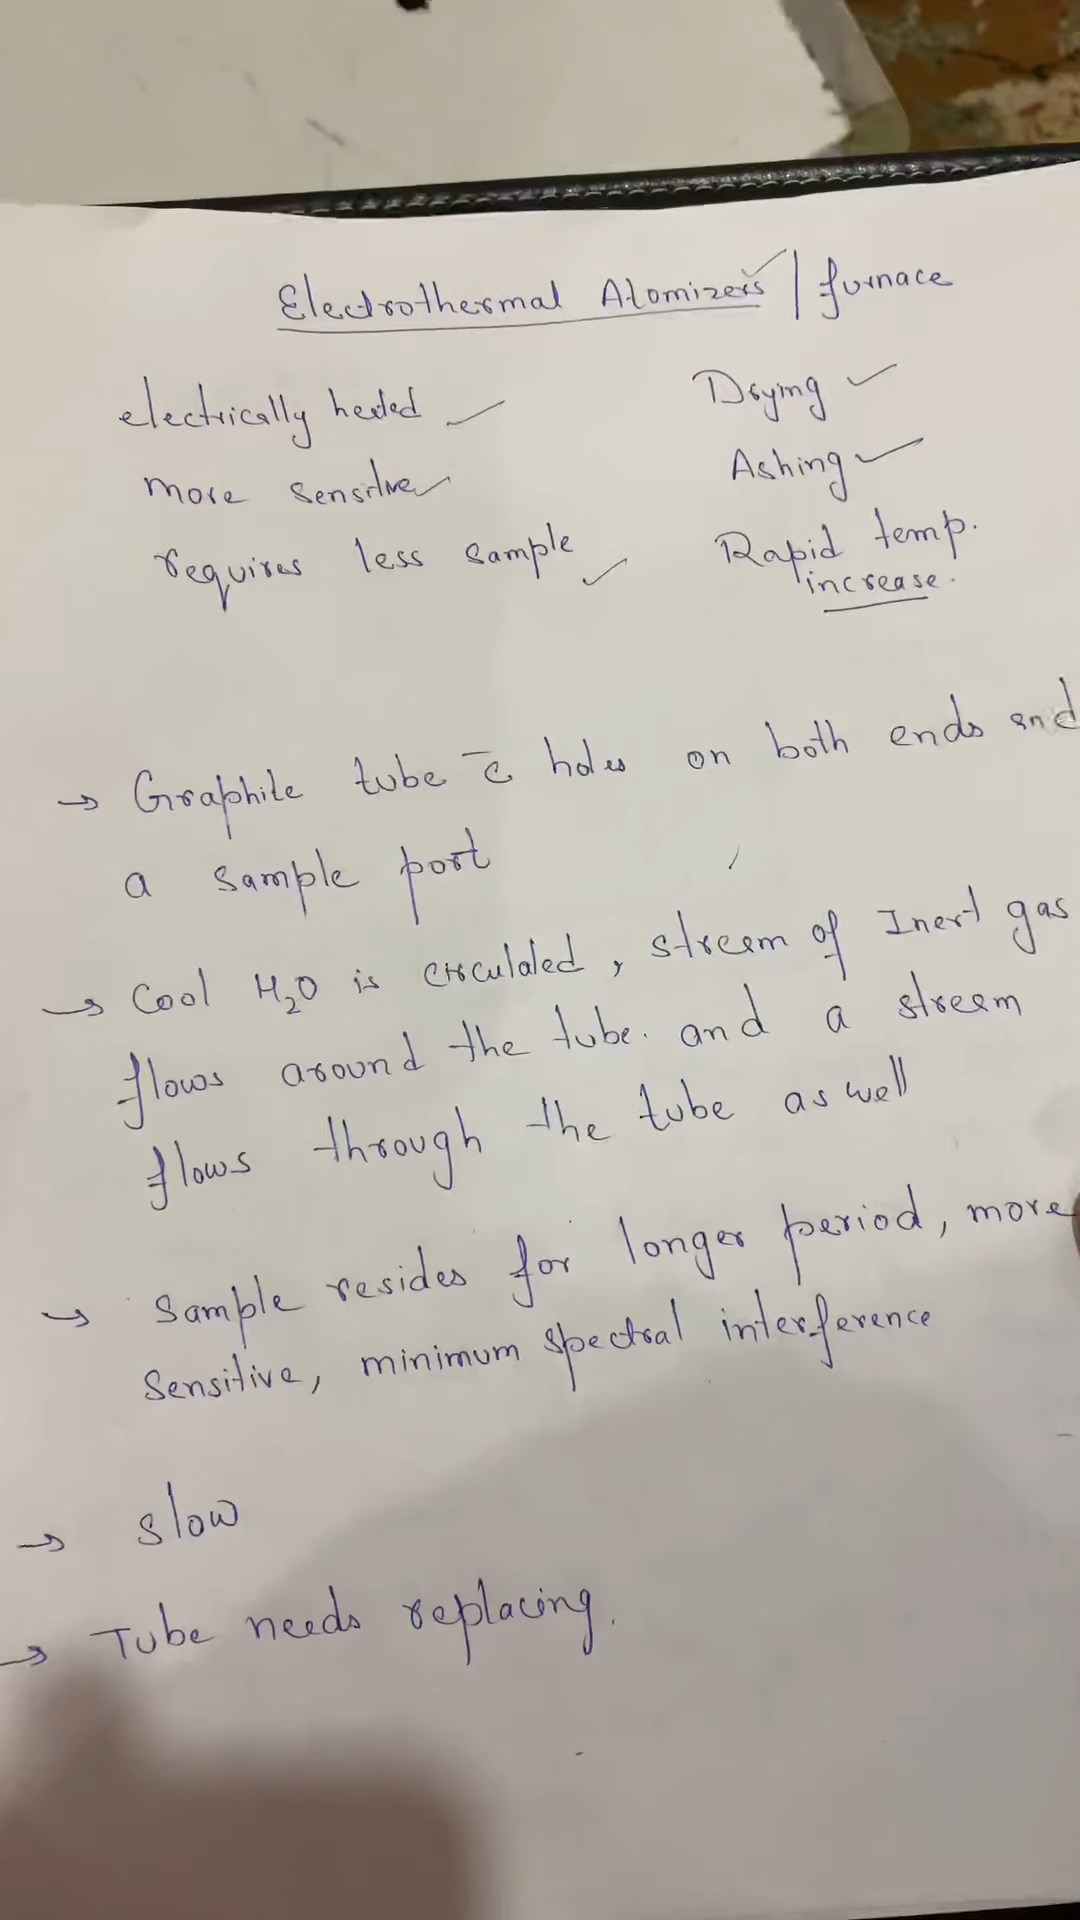 Electrothermal Atomizers / furnace
electrically heated
more sensitive
requires less sample
Drying
Ashing
Rapid temp.
increase.
→ Graphite tube c̄ holes on both ends and
a sample port
→ Cool H₂O is circulated, stream of Inert gas
flows around the tube. and a stream
flows through the tube as well
→ Sample resides for longer period, more
Sensitive, minimum spectral interference
→ slow
→ Tube needs replacing.